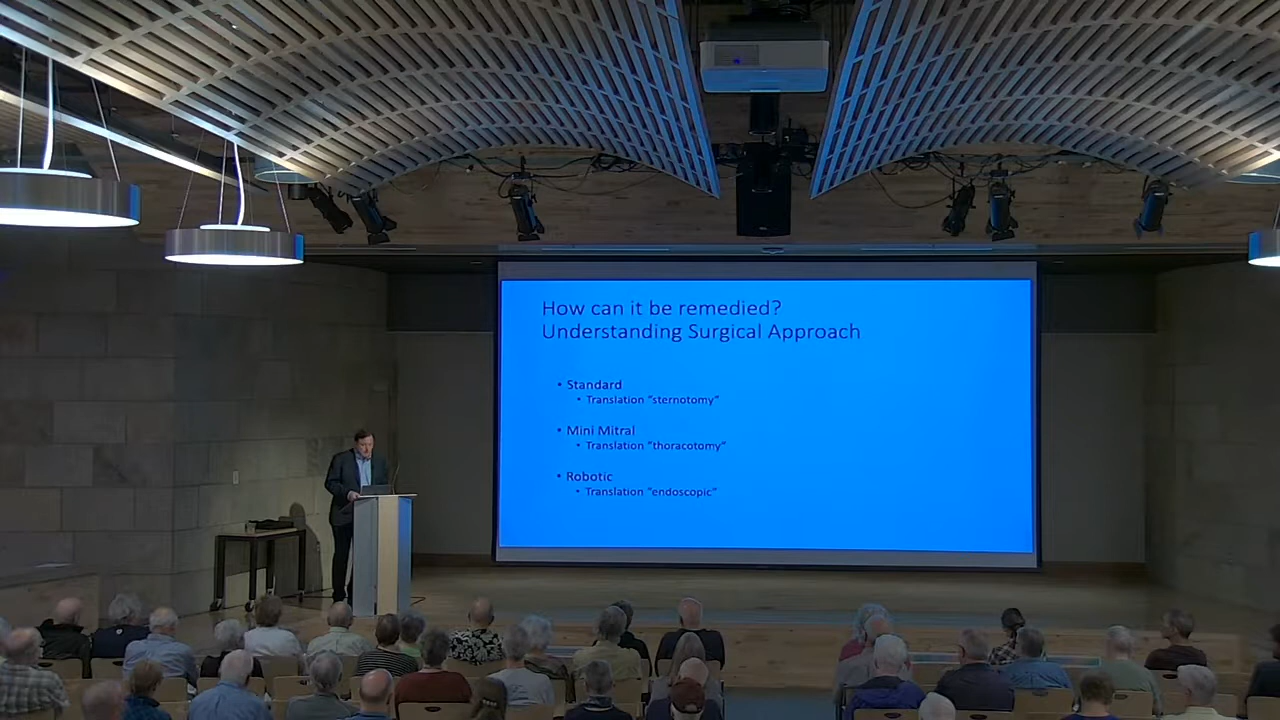 How can it be remedied?
Understanding Surgical Approach
• Standard
• Translation "sternotomy"
• Mini Mitral
• Translation "thoracotomy"
• Robotic
• Translation "endoscopic"